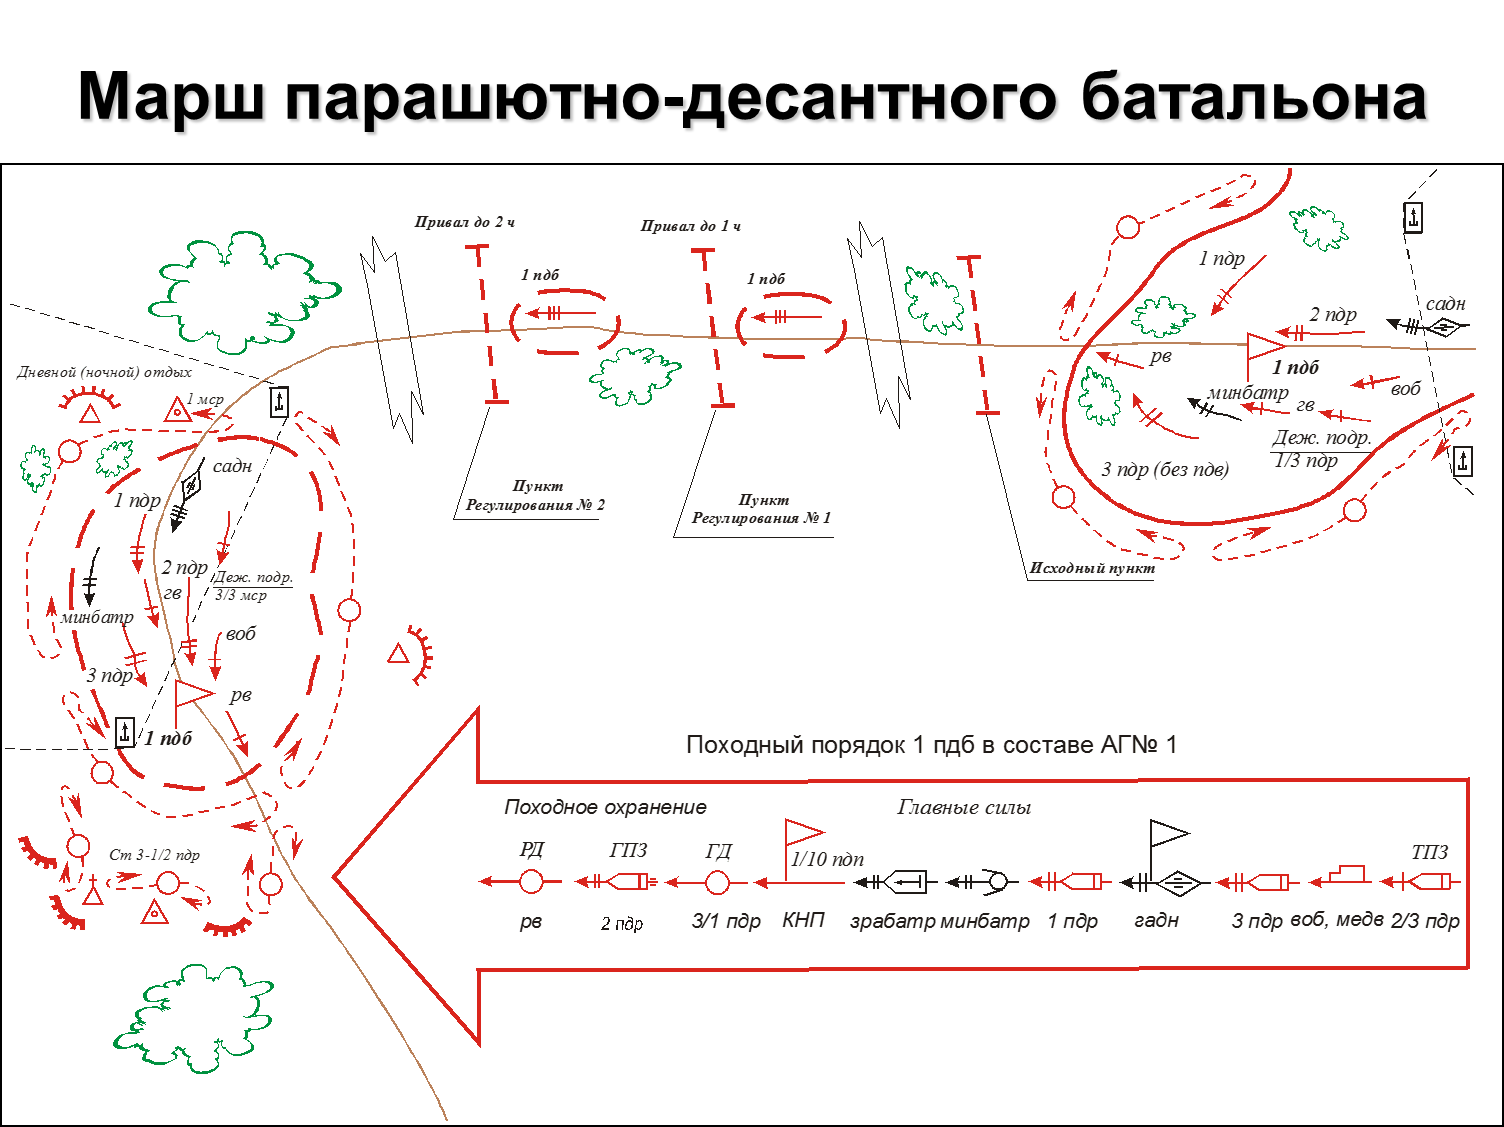 Марш парашютно-десантного батальона
Привал до 2 ч
Привал до 1 ч
1 пдб
1 пдб
1 пдр
2 пдр
садн
рв
1 пдб
минбатр
гв
воб
Деж. подр.
1/3 пдр
3 пдр (без пдв)
Пункт
Регулирования № 2
Пункт
Регулирования № 1
Исходный пункт
Дневной (ночной) отдых
1 мср
садн
1 пдр
2 пдр
гв
Деж. подр.
3/3 мср
минбатр
воб
3 пдр
рв
1 пдб
Ст 3-1/2 пдр
Походный порядок 1 пдб в составе АГ№ 1
Походное охранение
Главные силы
РД
ГПЗ
ГД
1/10 пдп
ТПЗ
рв
2 пдр
3/1 пдр
КНП
зрабатр
минбатр
1 пдр
гадн
3 пдр
воб, медв
2/3 пдр